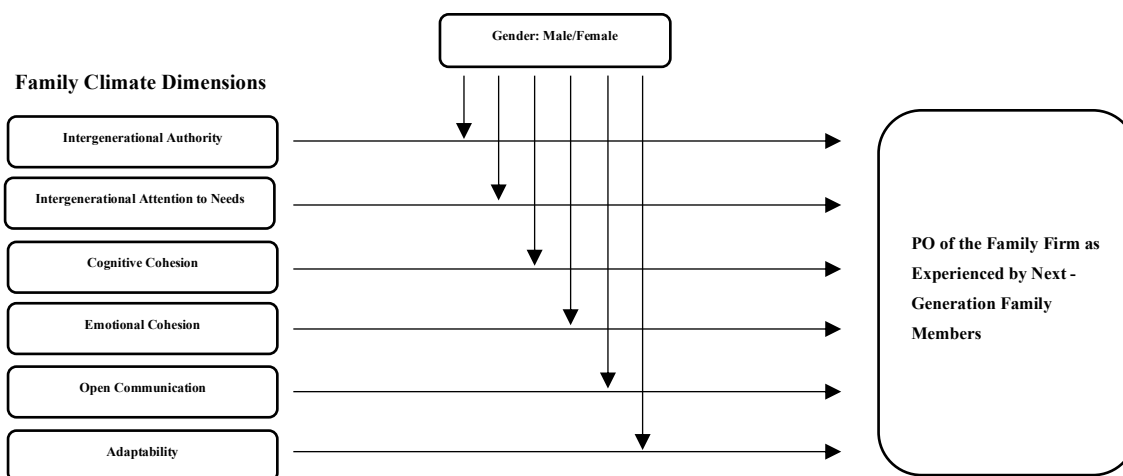 Gender: Male/Female
Family Climate Dimensions
Intergenerational Authority
Intergenerational Attention to Needs
Cognitive Cohesion
Emotional Cohesion
Open Communication
Adaptability
PO of the Family Firm as
Experienced by Next -
Generation Family
Members